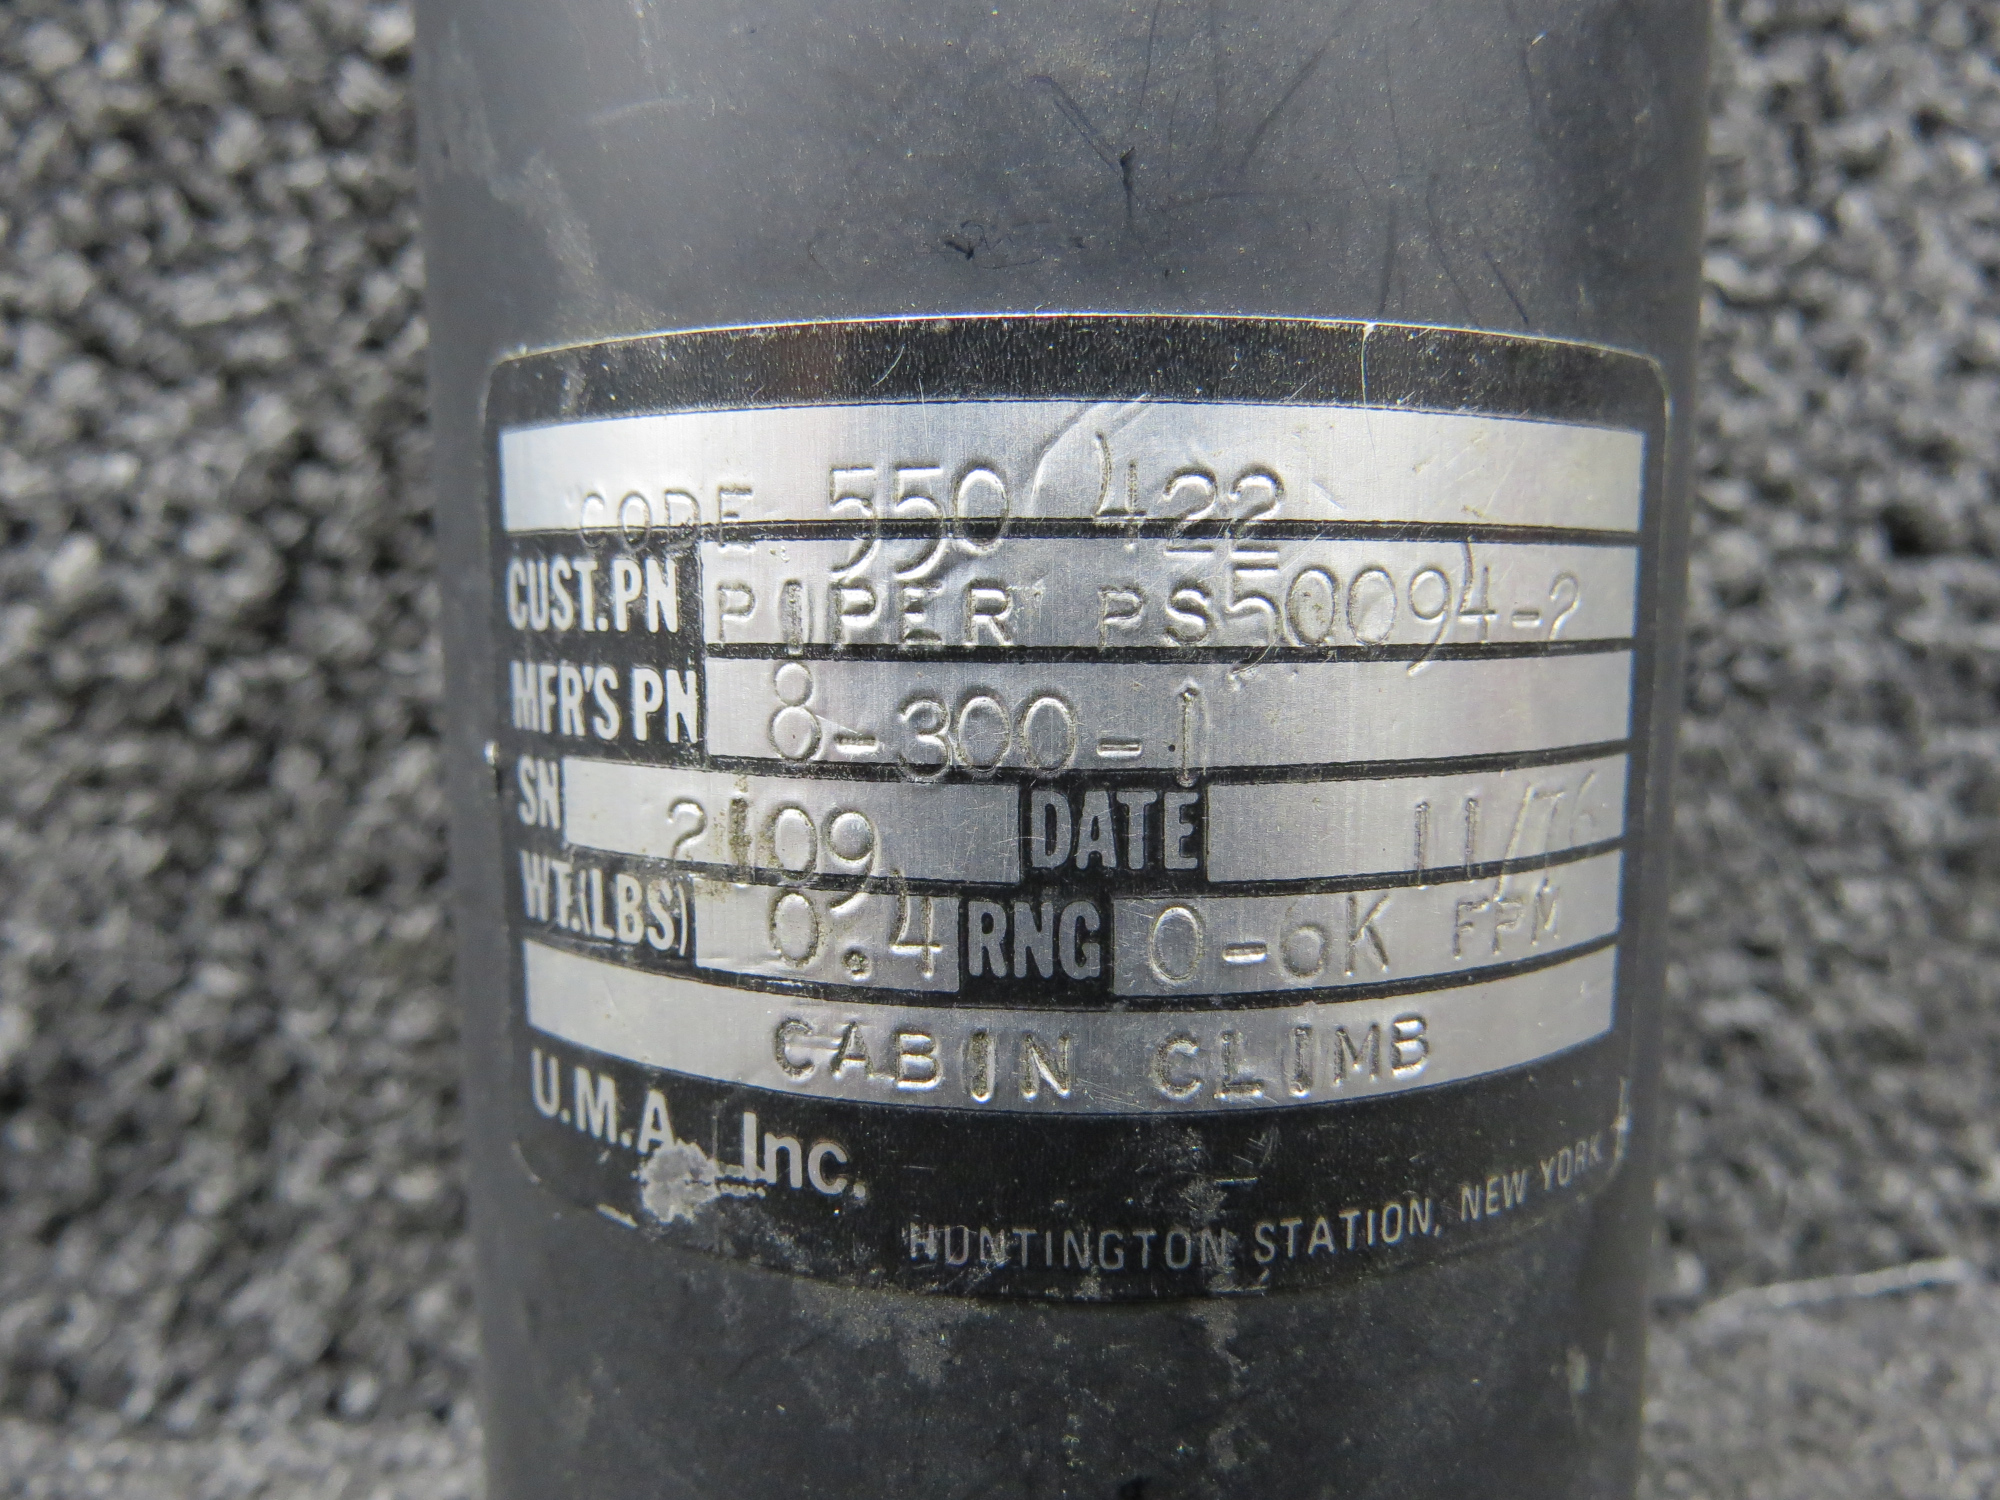 CODE 550 422
CUST.PN PIPER PS50094-2
MFR'S PN 8-300-1
SN 2109 DATE 11/76
WT.(LBS) 0.4 RNG 0-6K FPM
CABIN CLIMB
U.M.A. Inc.
HUNTINGTON STATION, NEW YORK